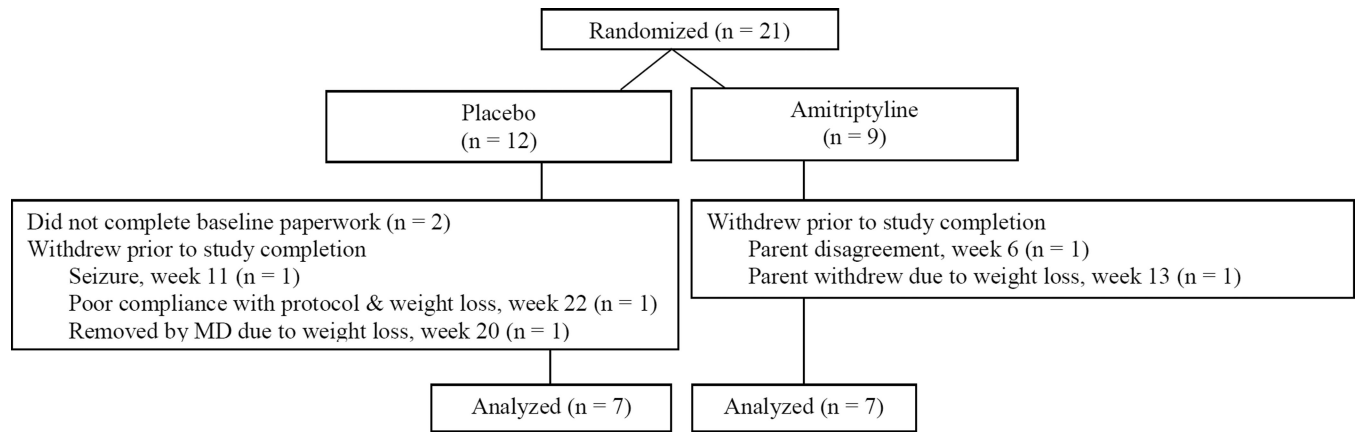 Randomized (n = 21)
Placebo
(n = 12)
Amitriptyline
(n = 9)
Did not complete baseline paperwork (n = 2)
Withdrew prior to study completion
Seizure, week 11 (n = 1)
Poor compliance with protocol & weight loss, week 22 (n = 1)
Removed by MD due to weight loss, week 20 (n = 1)
Withdrew prior to study completion
Parent disagreement, week 6 (n = 1)
Parent withdrew due to weight loss, week 13 (n = 1)
Analyzed (n = 7)
Analyzed (n = 7)